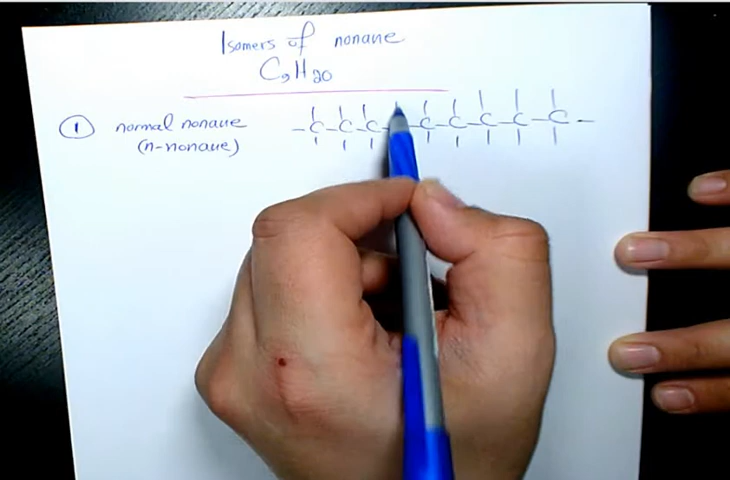 Isomers of nonane
C9H20
1 normal nonane
(n-nonane)
-C-C-C- -C-C-C-C-C-